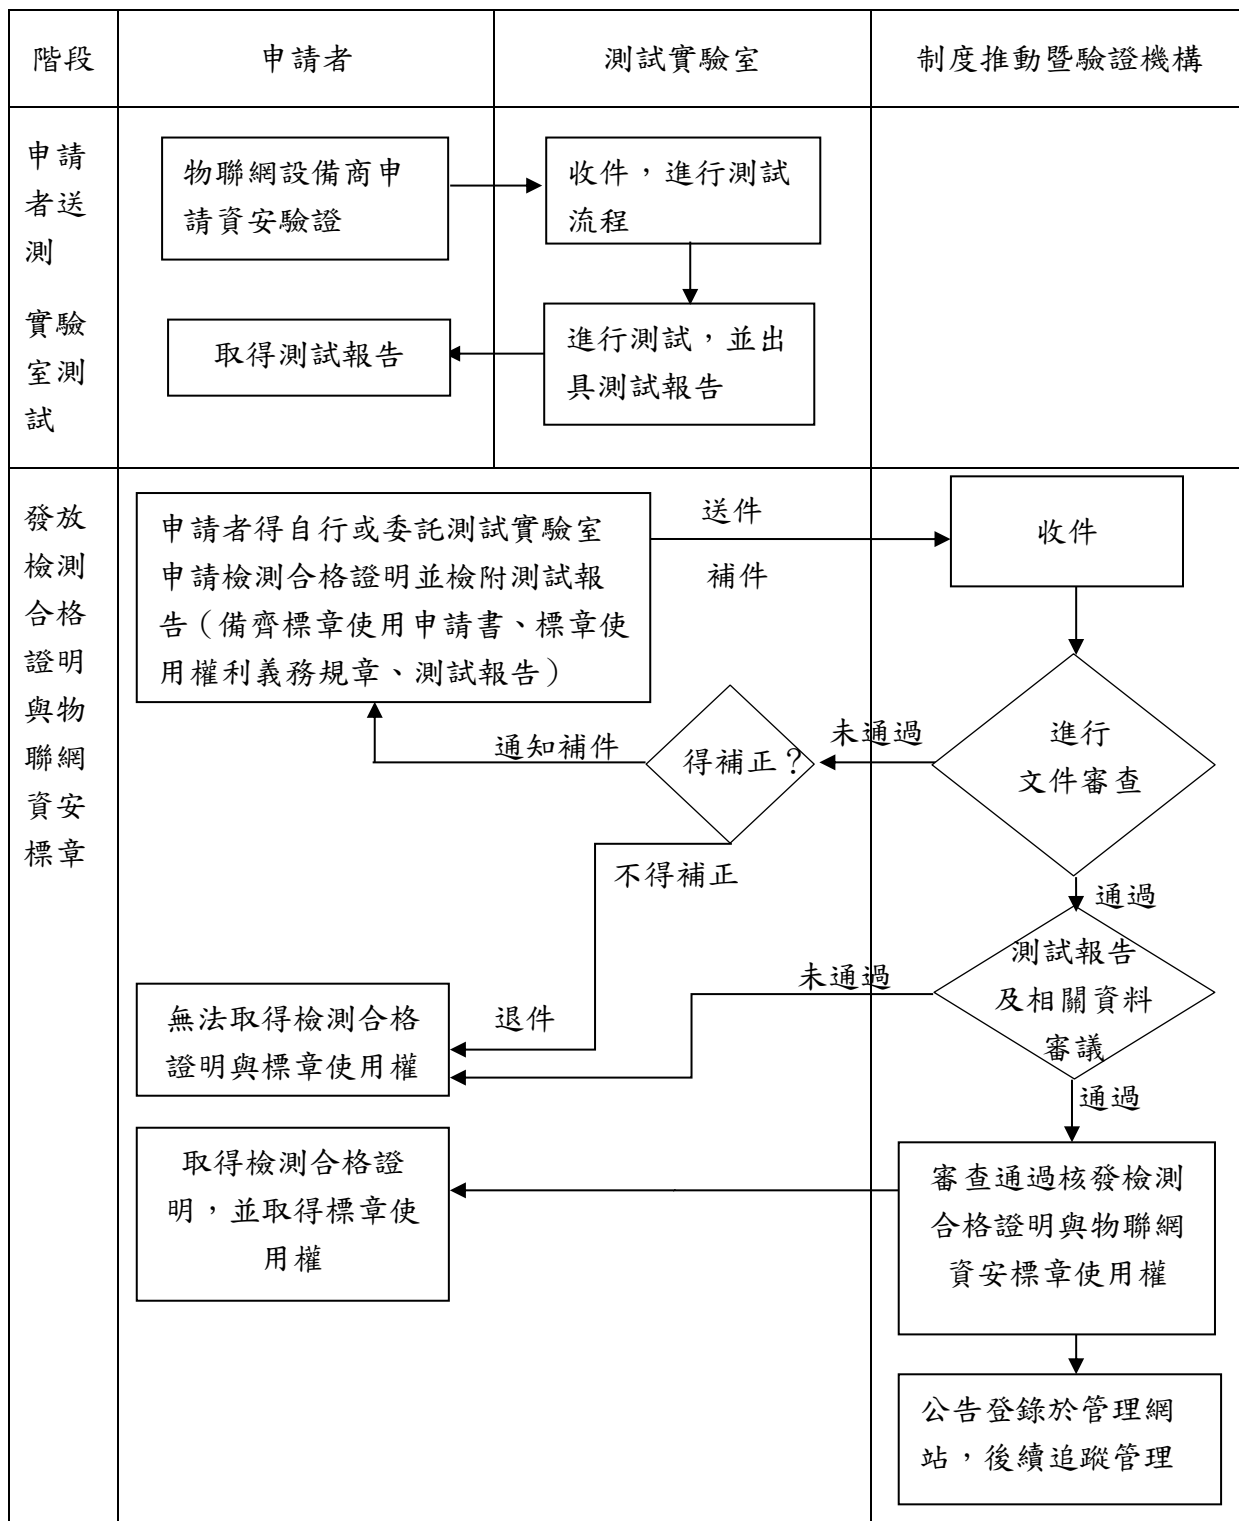 階段
申請者
測試實驗室
制度推動暨驗證機構
申請
者送
測
物聯網設備商申
請資安驗證
收件，進行測試
流程
實驗
室測
試
取得測試報告
進行測試，並出
具測試報告
發放
檢測
合格
證明
與物
聯網
資安
標章
申請者得自行或委託測試實驗室
申請檢測合格證明並檢附測試報
告（備齊標章使用申請書、標章使
用權利義務規章、測試報告）
送件
補件
收件
進行
文件審查
未通過
得補正？
通知補件
不得補正
通過
測試報告
及相關資料
審議
未通過
退件
無法取得檢測合格
證明與標章使用權
通過
取得檢測合格證
明，並取得標章使
用權
審查通過核發檢測
合格證明與物聯網
資安標章使用權
公告登錄於管理網
站，後續追蹤管理